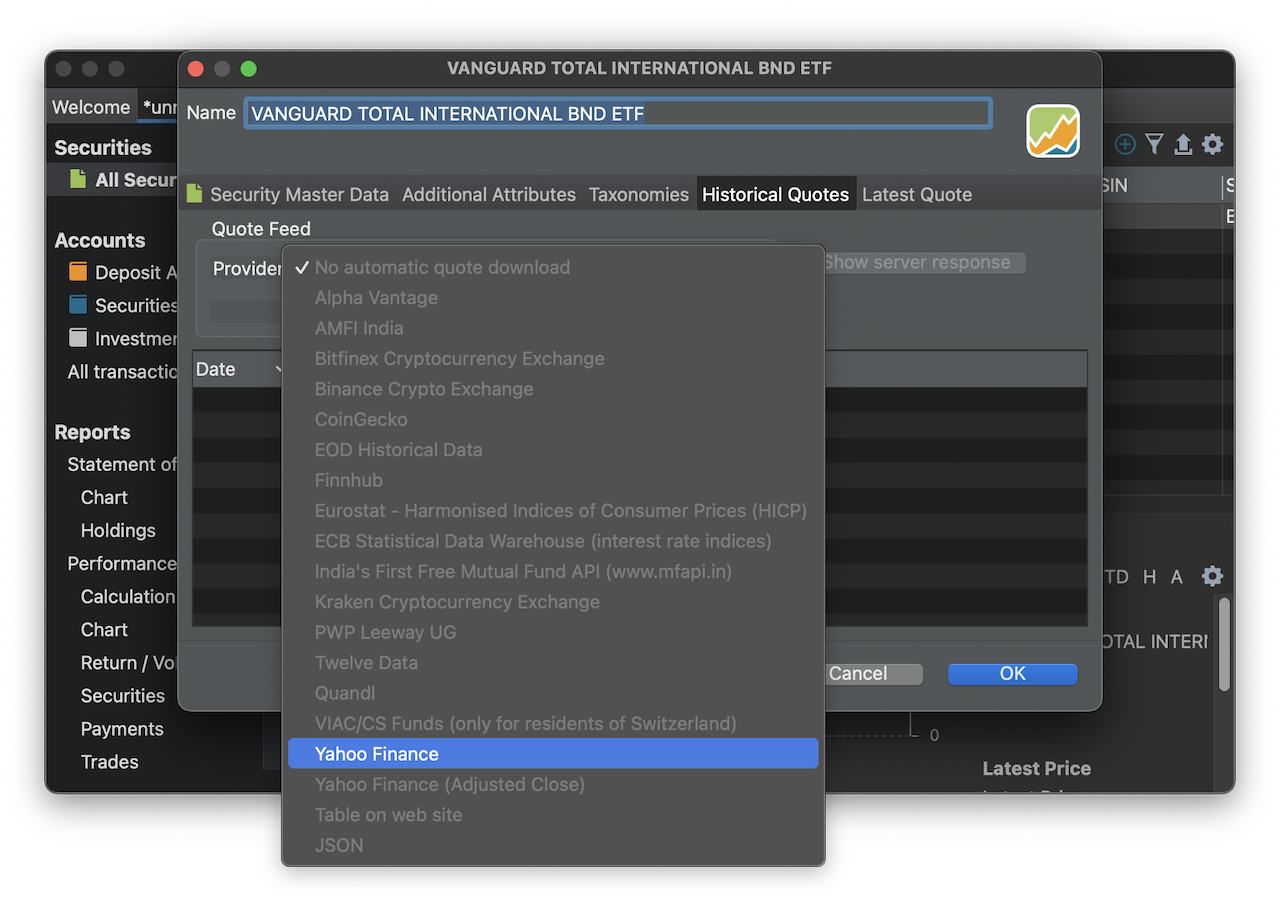 VANGUARD TOTAL INTERNATIONAL BND ETF
Welcome
Name VANGUARD TOTAL INTERNATIONAL BND ETF
Securities
All Secur
Accounts
Deposit A
Securities
Investmen
All transactio
Reports
Statement of
Chart
Holdings
Performance
Calculation
Chart
Return / Vol
Securities
Payments
Trades
Security Master Data Additional Attributes Taxonomies Historical Quotes Latest Quote
Quote Feed
Provider
Show server response
Date
✓ No automatic quote download
Alpha Vantage
AMFI India
Bitfinex Cryptocurrency Exchange
Binance Crypto Exchange
CoinGecko
EOD Historical Data
Finnhub
Eurostat - Harmonised Indices of Consumer Prices (HICP)
ECB Statistical Data Warehouse (interest rate indices)
India's First Free Mutual Fund API (www.mfapi.in)
Kraken Cryptocurrency Exchange
PWP Leeway UG
Twelve Data
Quandl
VIAC/CS Funds (only for residents of Switzerland)
Yahoo Finance
Yahoo Finance (Adjusted Close)
Table on web site
JSON
Cancel OK
TD H A
OTAL INTER
0
Latest Price